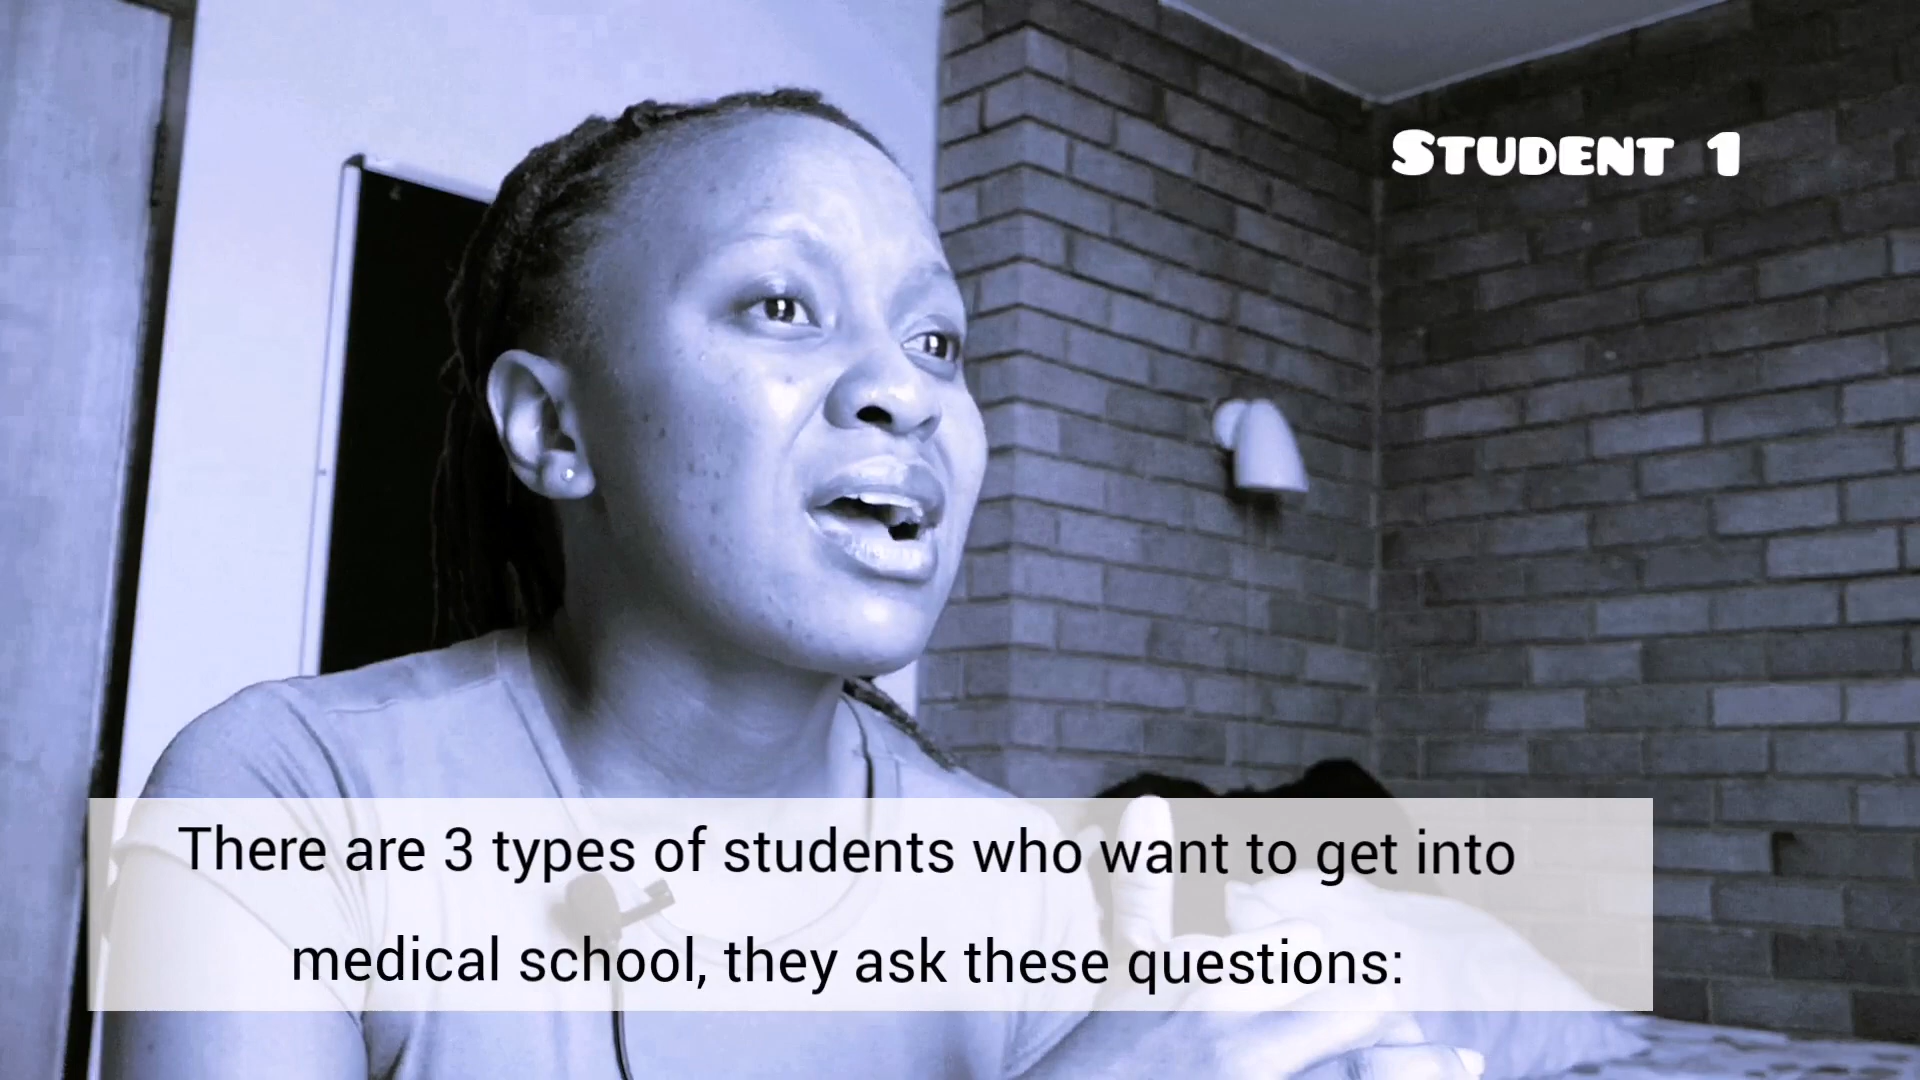 STUDENT 1
There are 3 types of students who want to get into
medical school, they ask these questions: